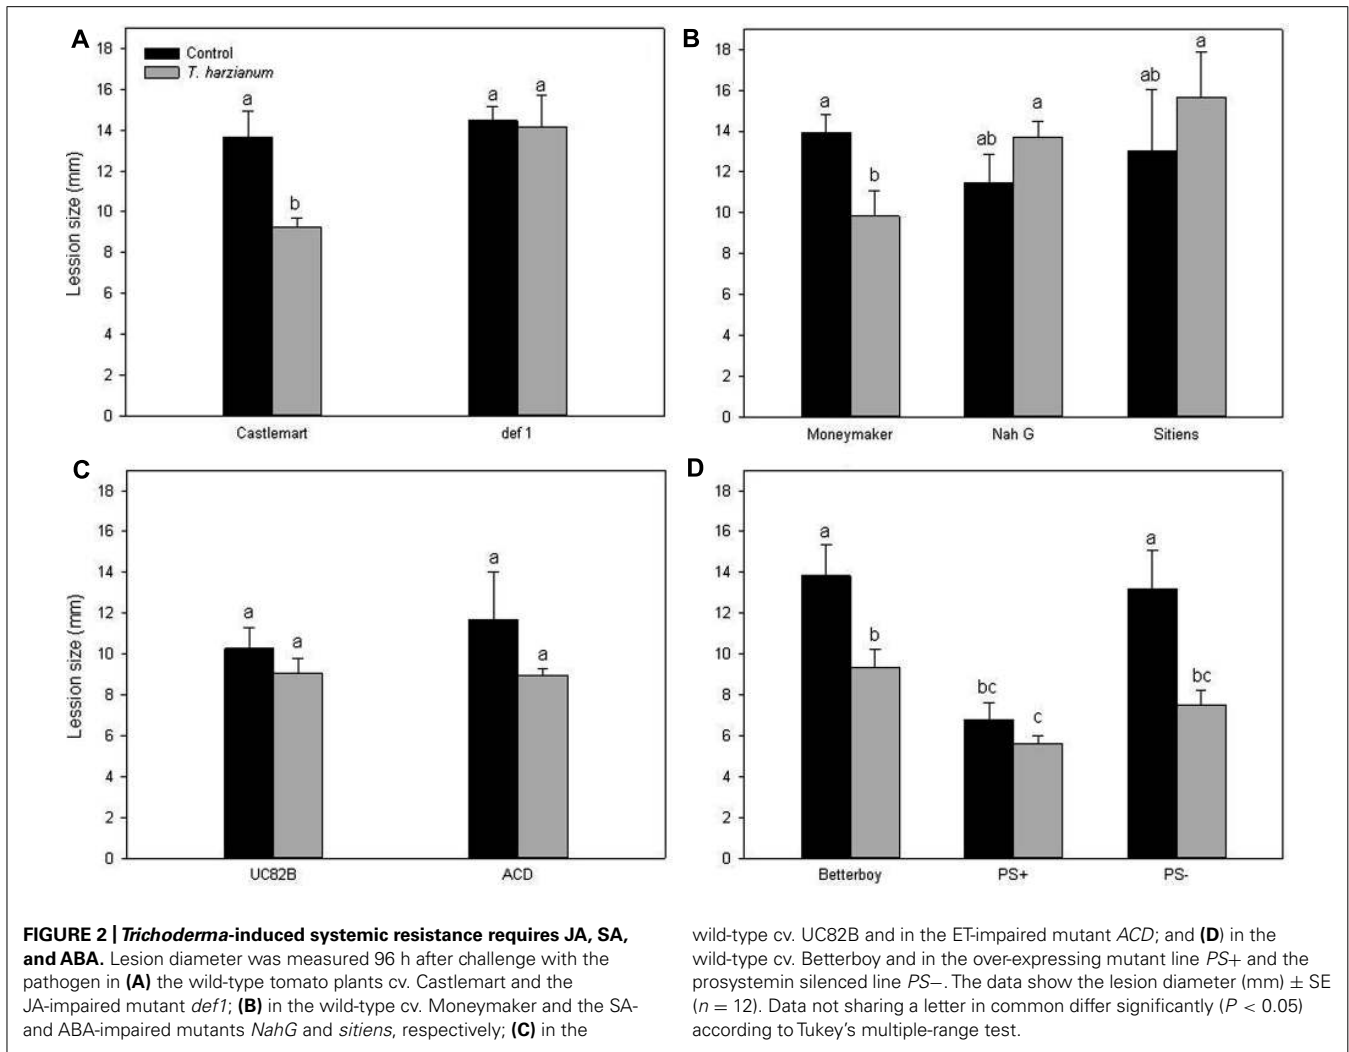 A
Control
T. harzianum
Lession size (mm)
18
16
14
12
10
8
6
4
2
0
a
b
a
a
Castlemart
def 1
B
18
16
14
12
10
8
6
4
2
0
a
b
ab
a
ab
a
Moneymaker
Nah G
Sitiens
C
Lession size (mm)
18
16
14
12
10
8
6
4
2
0
a
a
a
a
UC82B
ACD
D
18
16
14
12
10
8
6
4
2
0
a
b
bc
c
a
bc
Betterboy
PS+
PS-
FIGURE 2 | Trichoderma-induced systemic resistance requires JA, SA,
and ABA. Lesion diameter was measured 96 h after challenge with the
pathogen in (A) the wild-type tomato plants cv. Castlemart and the
JA-impaired mutant def1; (B) in the wild-type cv. Moneymaker and the SA-
and ABA-impaired mutants NahG and sitiens, respectively; (C) in the
wild-type cv. UC82B and in the ET-impaired mutant ACD; and (D) in the
wild-type cv. Betterboy and in the over-expressing mutant line PS+ and the
prosystemin silenced line PS−. The data show the lesion diameter (mm) ± SE
(n = 12). Data not sharing a letter in common differ significantly (P < 0.05)
according to Tukey's multiple-range test.